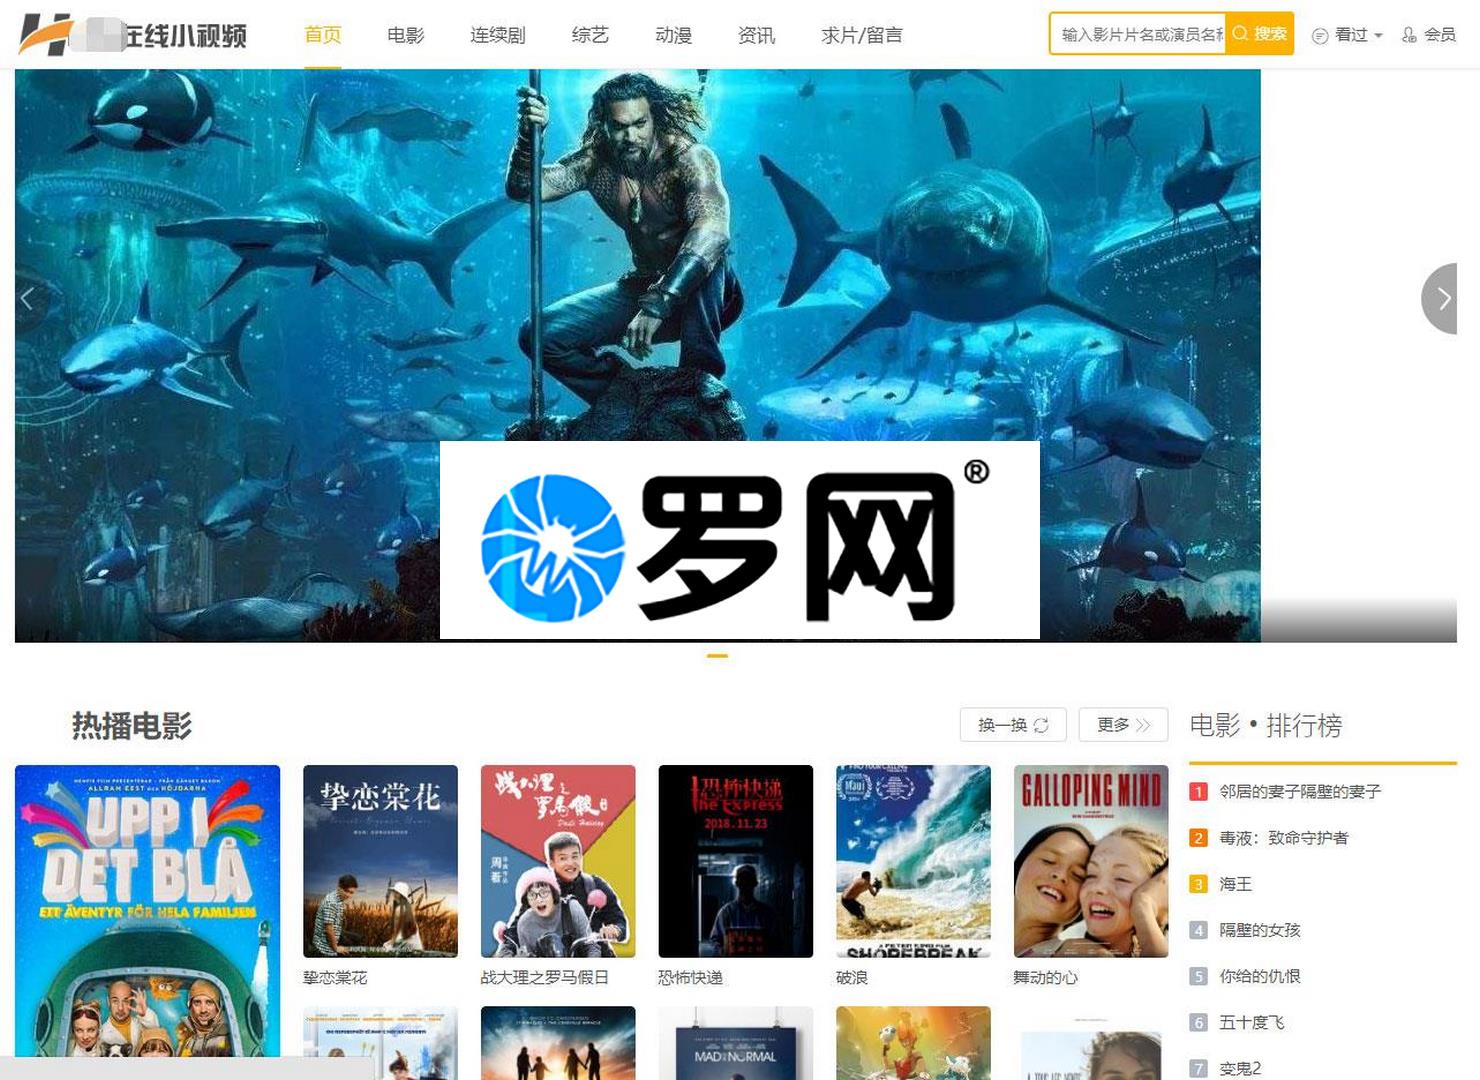 在线小视频
首页
电影
连续剧
综艺
动漫
资讯
求片/留言
输入影片片名或演员名称
搜索
看过
会员
罗网®
热播电影
换一换
更多
电影 • 排行榜
UPP I
DET BLÅ
ETT ÄVENTYR FÖR HELA FAMILJEN
挚恋棠花
挚恋棠花
战大理之罗马假日
Dali Holiday
战大理之罗马假日
恐怖快递
The Express
2018.11.23
恐怖快递
Maui
SHOREBREAK
破浪
GALLOPING MIND
舞动的心
MAD TO NORMAL
1 邻居的妻子隔壁的妻子
2 毒液：致命守护者
3 海王
4 隔壁的女孩
5 你给的仇恨
6 五十度飞
7 变鬼2